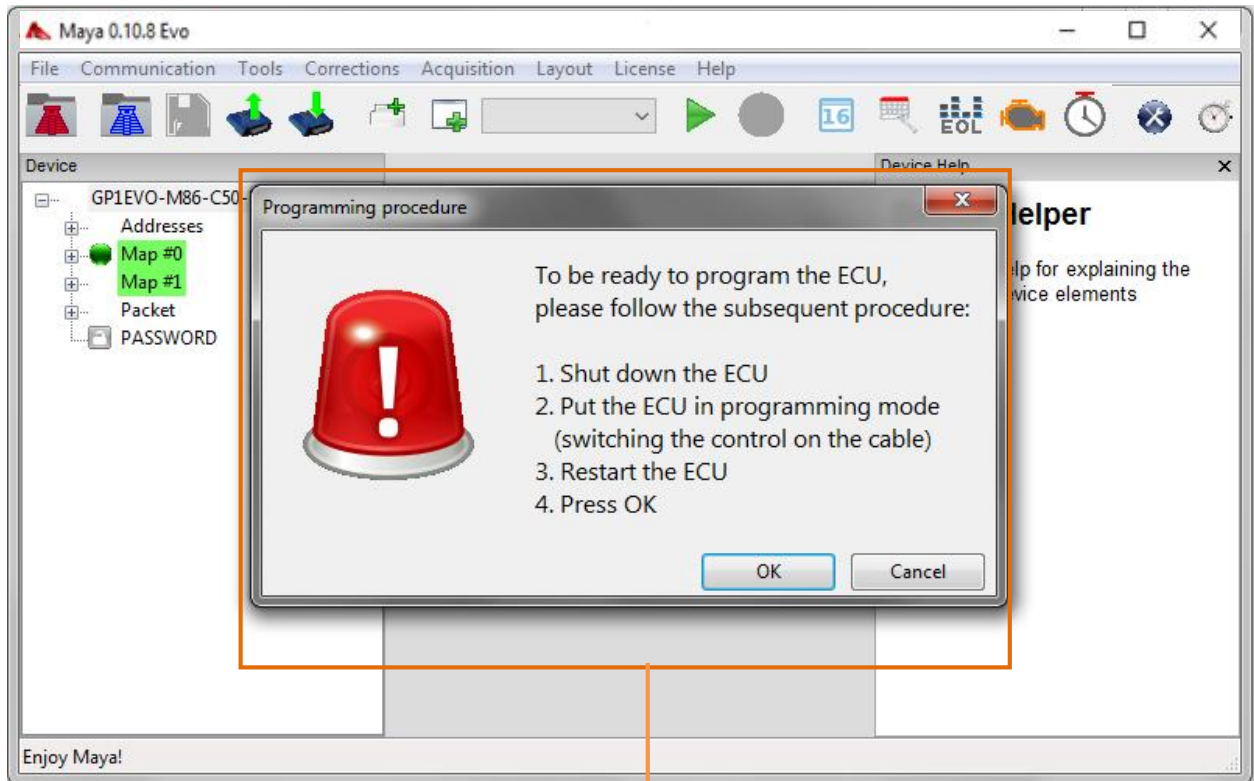 Maya 0.10.8 Evo
File Communication Tools Corrections Acquisition Layout License Help
16
EOL
Device
Device Help
GP1EVO-M86-C50-
Addresses
Map #0
Map #1
Packet
PASSWORD
Programming procedure
To be ready to program the ECU,
please follow the subsequent procedure:
1. Shut down the ECU
2. Put the ECU in programming mode
(switching the control on the cable)
3. Restart the ECU
4. Press OK
OK
Cancel
for explaining the
elements
Enjoy Maya!